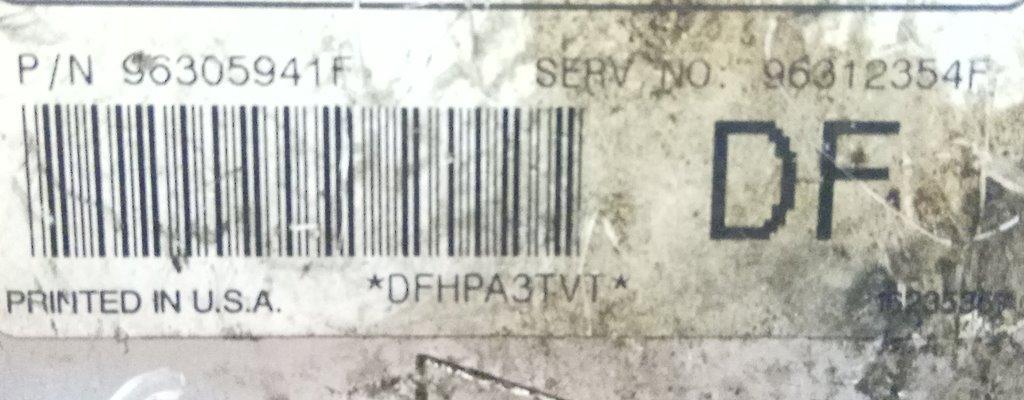 P/N 96305941F SERV NO. 96312354F
DF
*DFHPA3TVT*
PRINTED IN U.S.A.